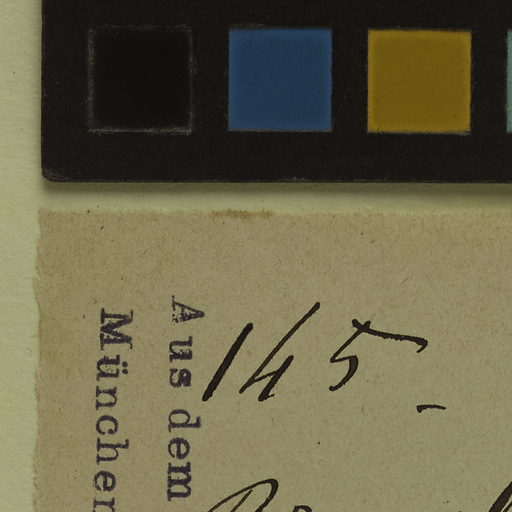 Aus dem
München
145-